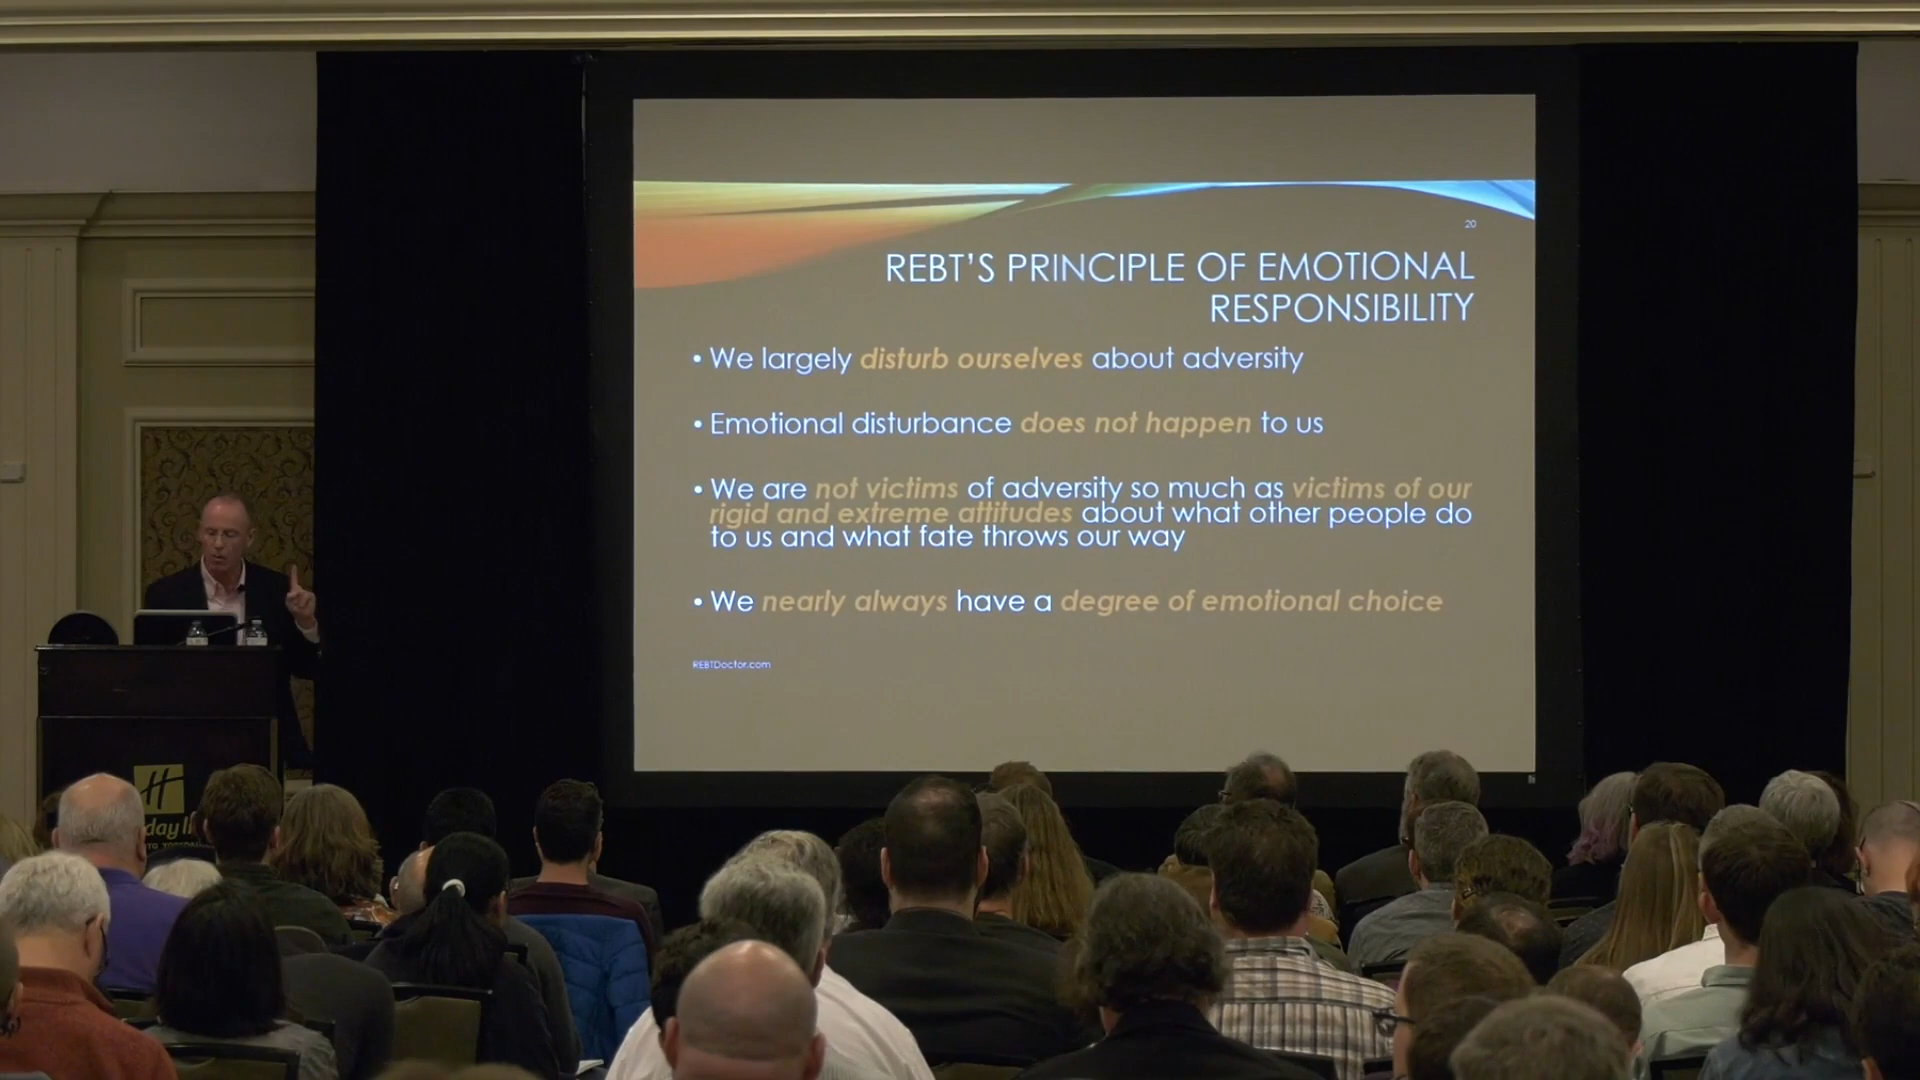 20
REBT'S PRINCIPLE OF EMOTIONAL
RESPONSIBILITY
• We largely disturb ourselves about adversity
• Emotional disturbance does not happen to us
• We are not victims of adversity so much as victims of our
rigid and extreme attitudes about what other people do
to us and what fate throws our way
• We nearly always have a degree of emotional choice
REBTDoctor.com
H